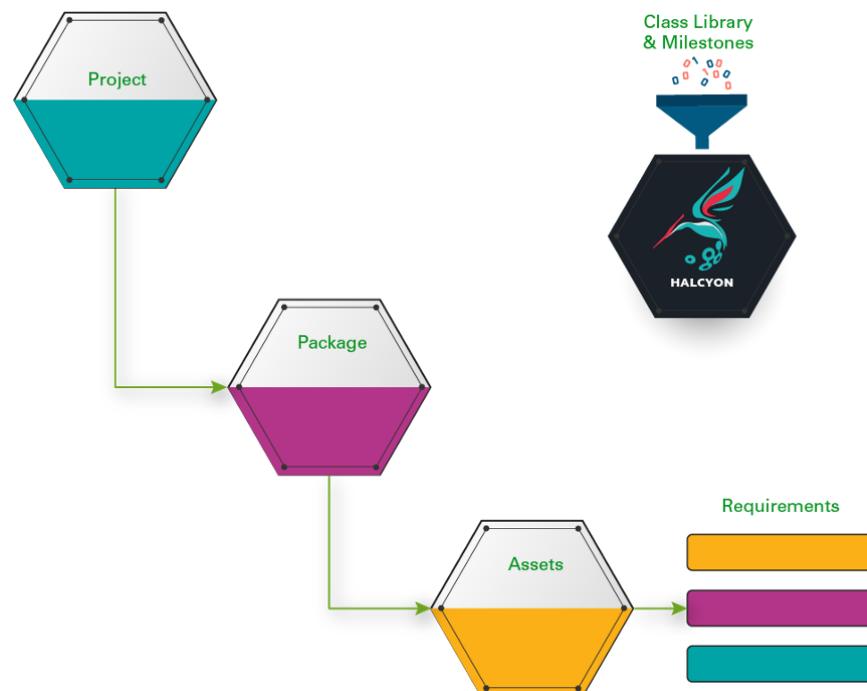 Project
Class Library
& Milestones
HALCYON
Package
Requirements
Assets